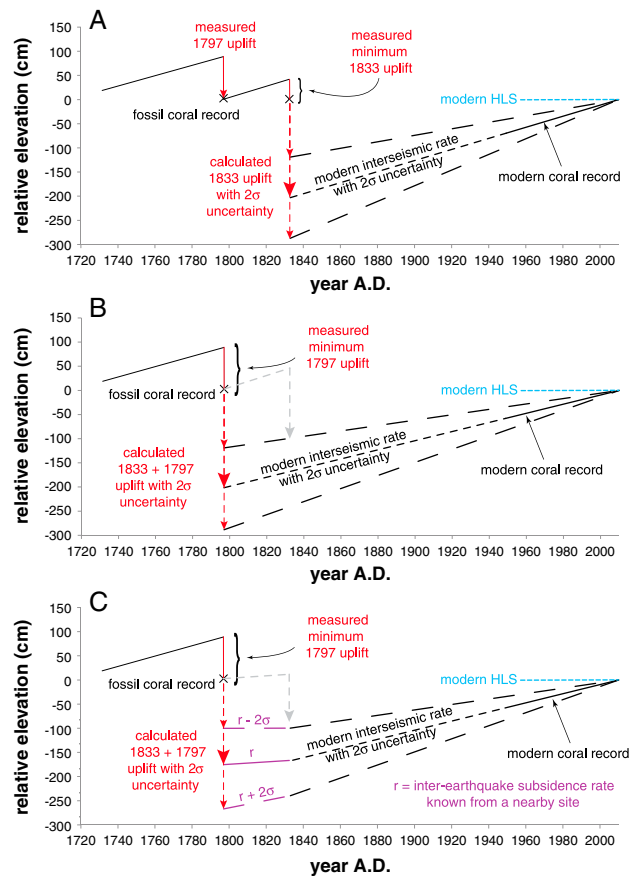 A
measured
1797 uplift
measured
minimum
1833 uplift
modern HLS
fossil coral record
calculated
1833 uplift
with 2σ
uncertainty
modern interseismic rate
with 2σ uncertainty
modern coral record
relative elevation (cm)
150
100
50
0
-50
-100
-150
-200
-250
-300
1720 1740 1760 1780 1800 1820 1840 1860 1880 1900 1920 1940 1960 1980 2000
year A.D.
B
measured
minimum
1797 uplift
modern HLS
fossil coral record
calculated
1833 + 1797
uplift with 2σ
uncertainty
modern interseismic rate
with 2σ uncertainty
modern coral record
relative elevation (cm)
150
100
50
0
-50
-100
-150
-200
-250
-300
1720 1740 1760 1780 1800 1820 1840 1860 1880 1900 1920 1940 1960 1980 2000
year A.D.
C
measured
minimum
1797 uplift
modern HLS
fossil coral record
calculated
1833 + 1797
uplift with 2σ
uncertainty
r - 2σ
r
r + 2σ
modern interseismic rate
with 2σ uncertainty
modern coral record
r = inter-earthquake subsidence rate
known from a nearby site
relative elevation (cm)
150
100
50
0
-50
-100
-150
-200
-250
-300
1720 1740 1760 1780 1800 1820 1840 1860 1880 1900 1920 1940 1960 1980 2000
year A.D.